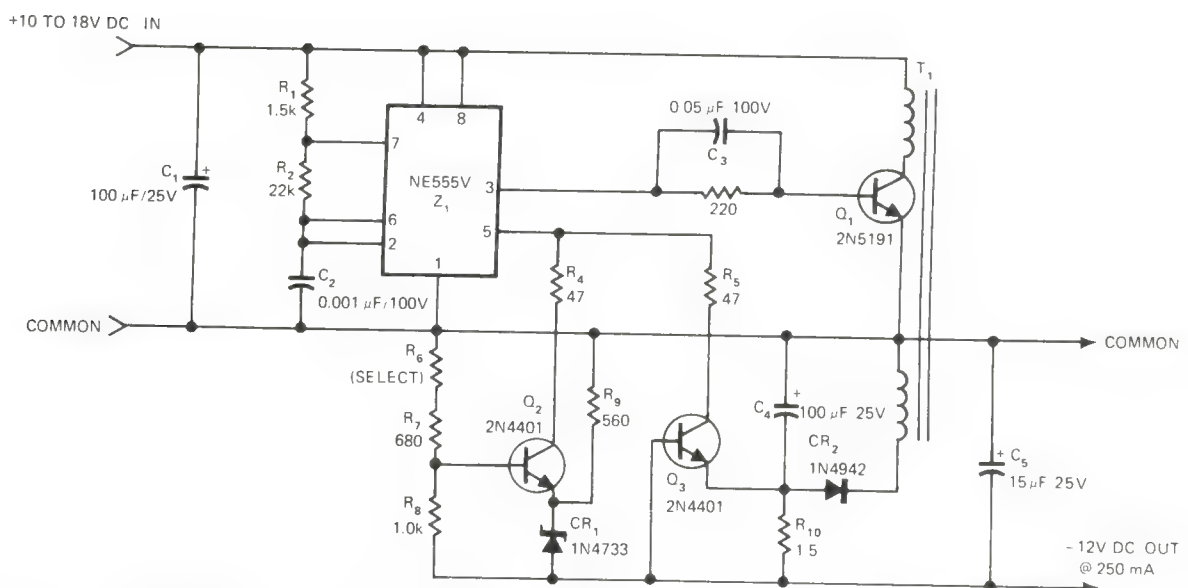 +10 TO 18V DC IN
T1
R1
1.5k
4
8
0.05 µF 100V
C3
7
C1
+
100 µF/25V
R2
22k
NE555V
Z1
3
220
Q1
2N5191
6
5
2
1
C2
0.001 µF/100V
R4
47
R5
47
COMMON
COMMON
R6
(SELECT)
R9
560
C4
+
100 µF 25V
Q2
2N4401
R7
680
CR2
1N4942
+
C5
15 µF 25V
Q3
2N4401
R8
1.0k
CR1
1N4733
R10
1 5
- 12V DC OUT
@ 250 mA